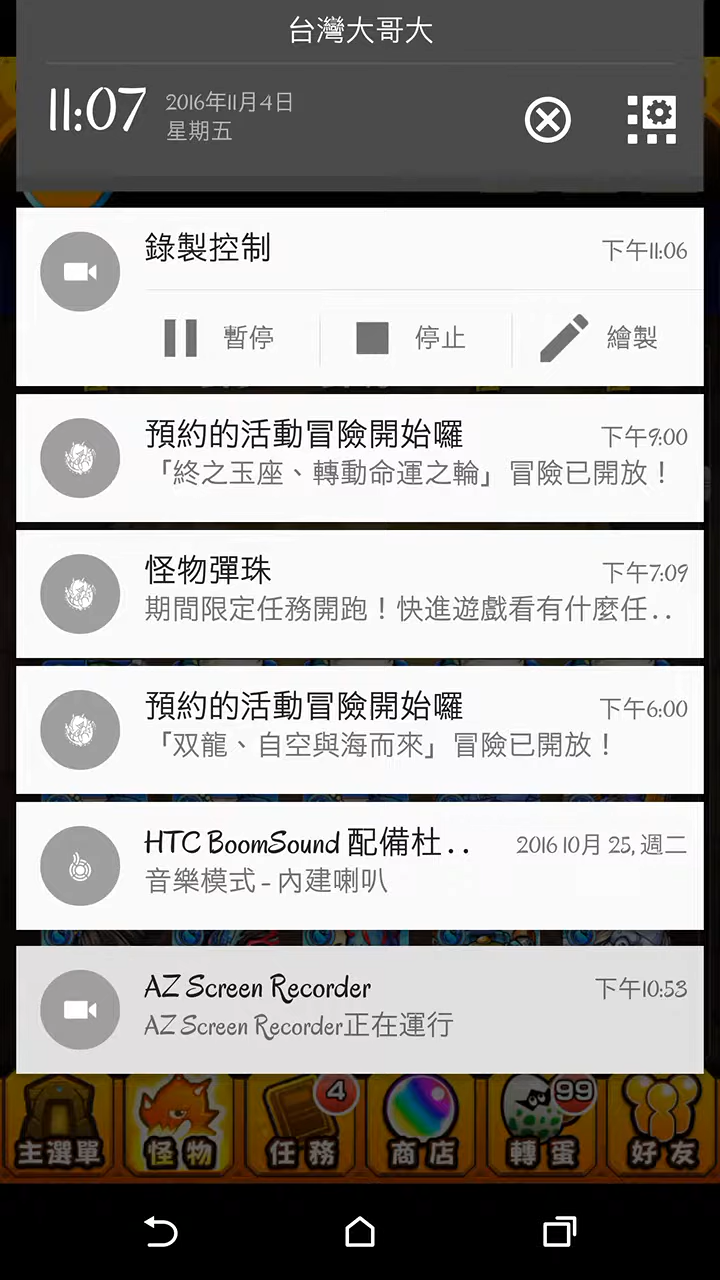 台灣大哥大
11:07
2016年11月4日
星期五
錄製控制
下午11:06
暫停
停止
繪製
預約的活動冒險開始囉
下午9:00
「終之玉座、轉動命運之輪」冒險已開放！
怪物彈珠
下午7:09
期間限定任務開跑！快進遊戲看有什麼任..
預約的活動冒險開始囉
下午6:00
「双龍、自空與海而來」冒險已開放！
HTC BoomSound 配備杜..
2016 10月 25, 週二
音樂模式 - 內建喇叭
AZ Screen Recorder
下午10:53
AZ Screen Recorder正在運行
4
99
主選單
怪物
任務
商店
轉蛋
好友